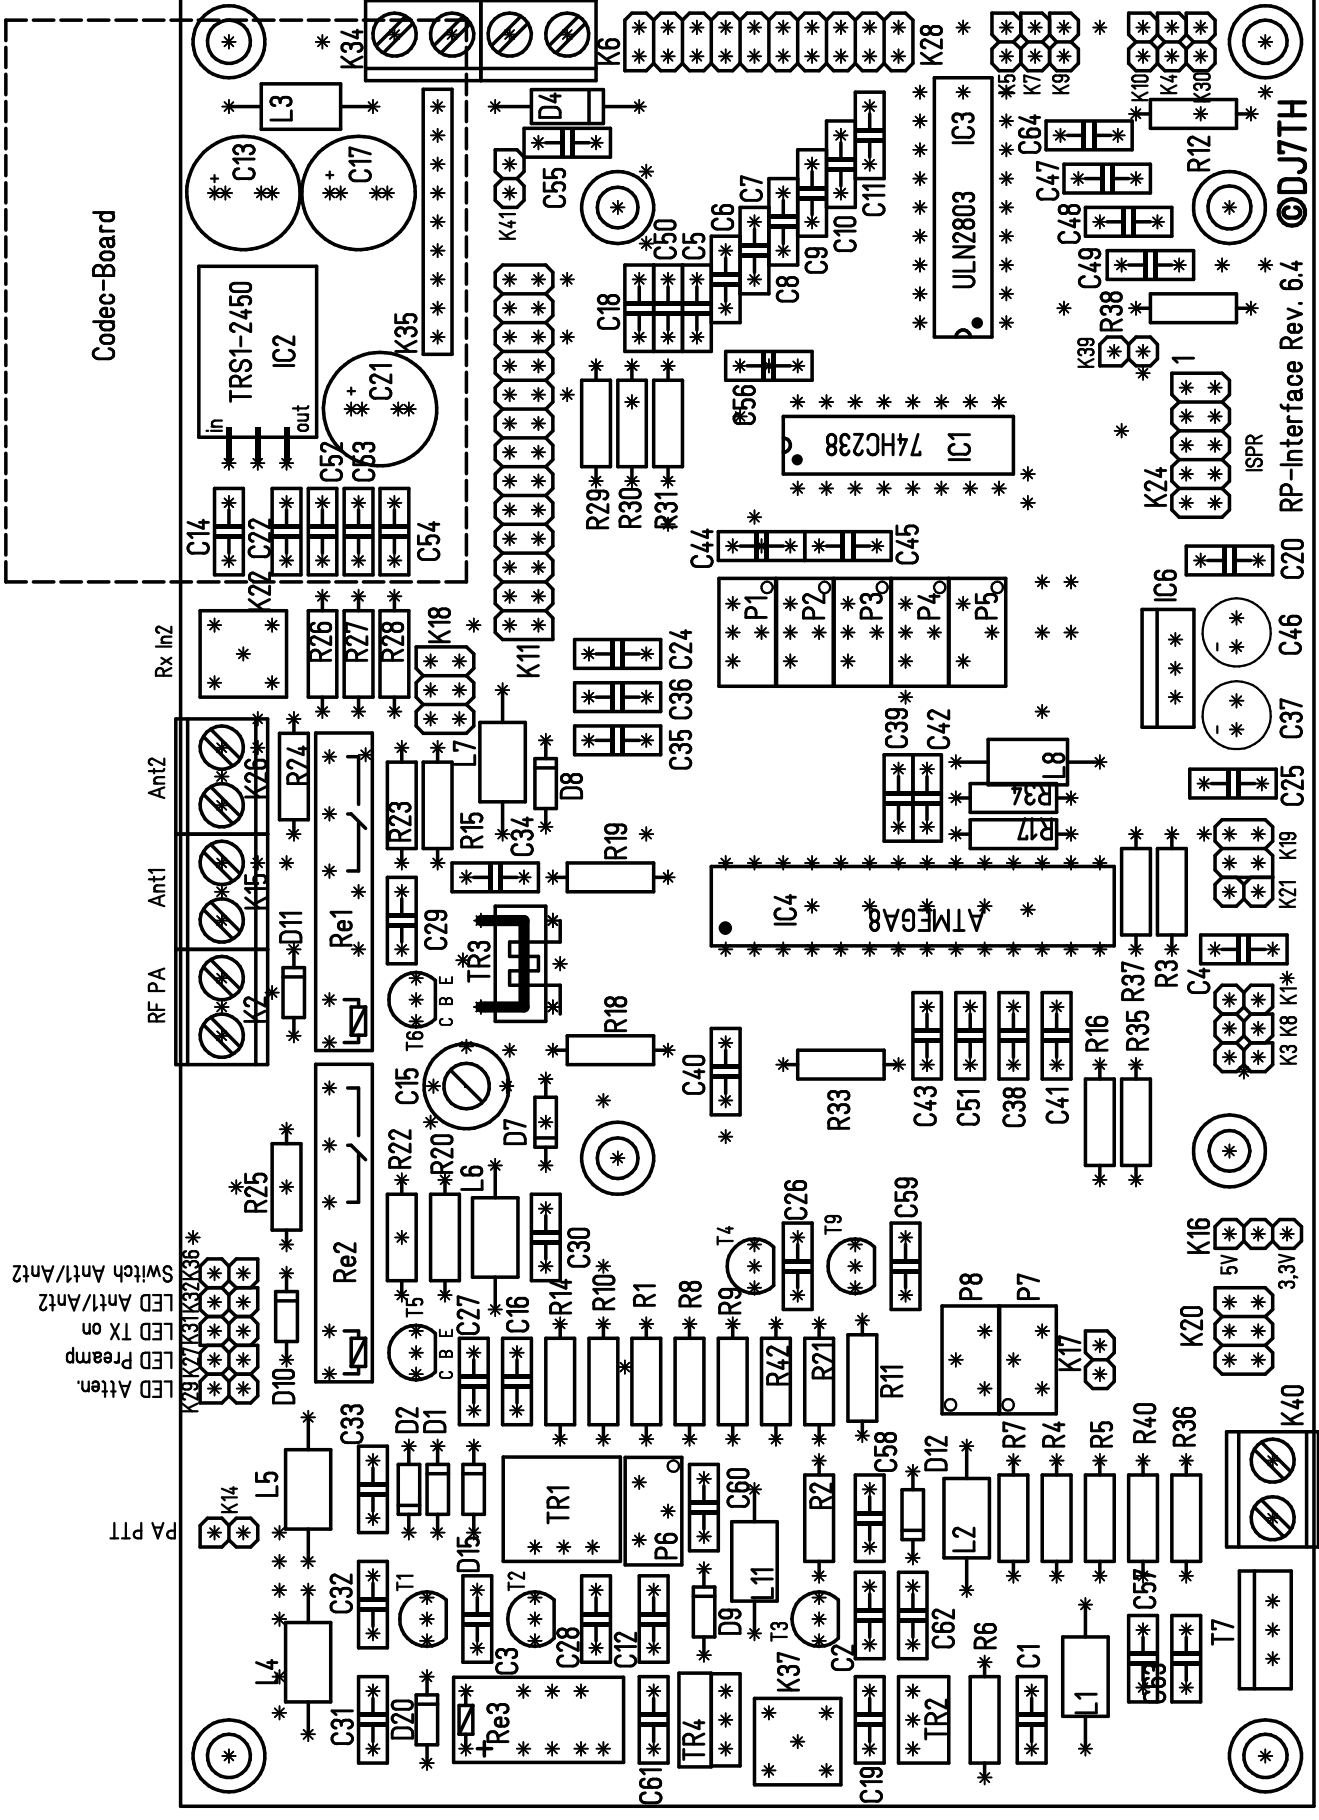 Codec-Board
K34
K6
K28
K5
K7
K9
K10
K4
K30
L3
D4
C13
C17
C55
K41
C7
C6
C11
C10
C9
C8
C50
C5
C18
IC3
ULN2803
C64
C47
C48
C49
R12
©DJ7TH
TRS1-2450
IC2
in
out
K35
C21
C52
C53
C14
C22
C54
R29
R30
R31
C56
74HC238
IC1
K39
R38
1
K24
ISPR
RP-Interface Rev. 6.4
C44
C45
K22
Rx In2
R26
R27
R28
K18
K11
C24
C36
C35
P1
P2
P3
P4
P5
IC6
C20
C46
C37
C25
Ant2
K26
R24
R23
L7
R15
C34
D8
R19
C39
C42
L8
R34
R17
K19
K21
Ant1
K15
D11
Re1
C29
TR3
IC4
ATMEGA8
R37
R3
C4
RF PA
K2
T6
C B E
R18
K1
K8
K3
C15
D7
C40
R33
C43
C51
C38
C41
R16
R35
R25
Re2
R22
R20
L6
C30
T4
C26
T9
C59
K16
5V
3,3V
Switch Ant1/Ant2
K36
LED Ant1/Ant2
K32
LED TX on
K31
LED Preamp
K27
LED Atten.
K29
D10
T5
C B E
C27
C16
R14
R10
R1
R8
R9
R42
R21
R11
P8
P7
K17
K20
K40
PA PTT
K14
L5
C33
D2
D1
D15
TR1
P6
C60
L11
R2
C58
D12
L2
R7
R4
R5
R40
R36
L4
C32
T1
C3
T2
C28
C12
D9
T3
C2
C62
R6
C1
L1
C57
C63
T7
C31
D20
Re3
+
C61
TR4
K37
C19
TR2